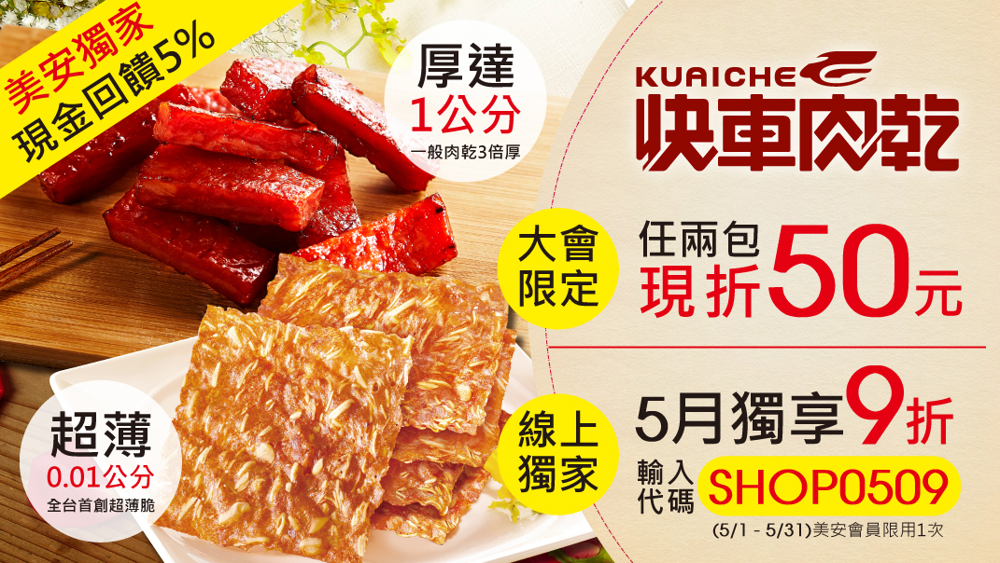 美安獨家
現金回饋5%
厚達
1公分
一般肉乾3倍厚
KUAICHE
快車肉乾
大會
限定
任兩包
現折50元
超薄
0.01公分
全台首創超薄脆
線上
獨家
5月獨享9折
輸入
代碼
SHOP0509
(5/1 - 5/31)美安會員限用1次